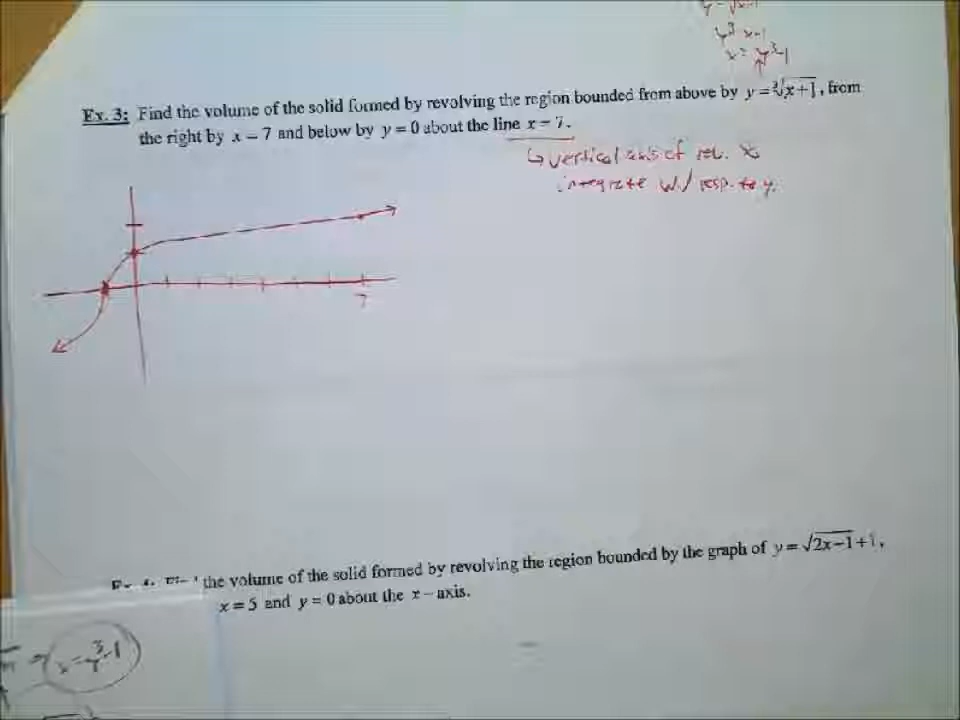 y³ x-1
x = y³-1
Ex. 3: Find the volume of the solid formed by revolving the region bounded from above by y = ∛x+1, from
the right by x = 7 and below by y = 0 about the line x = 7.
↳ vertical axis of rev. so
integrate w/ resp. to y.
7
the volume of the solid formed by revolving the region bounded by the graph of y = √2x-1+1,
x = 5 and y = 0 about the x-axis.
x = y³-1